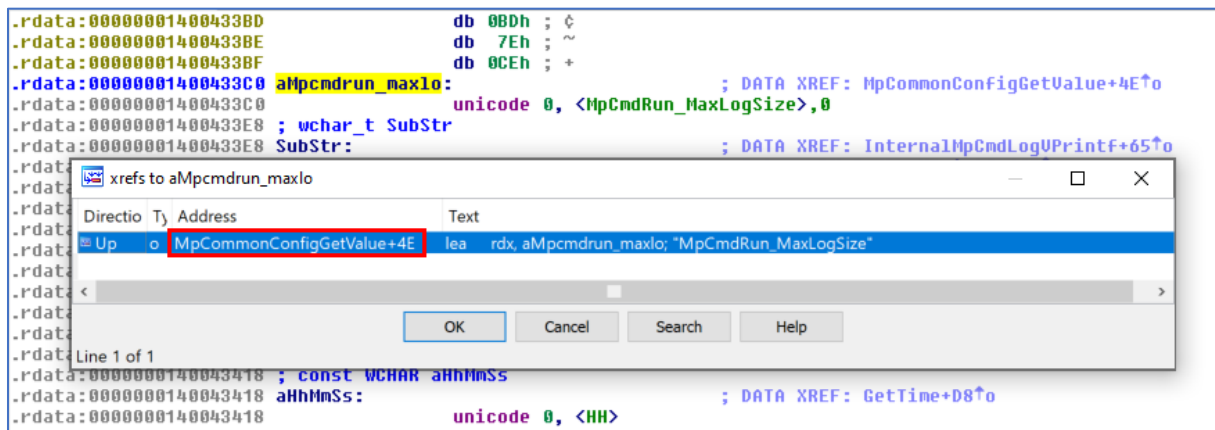 .rdata:00000001400433BD db 0BDh ; ¢
.rdata:00000001400433BE db 7Eh ; ~
.rdata:00000001400433BF db 0CEh ; +
.rdata:00000001400433C0 aMpcmdrun_maxlo: ; DATA XREF: MpCommonConfigGetValue+4E↑o
.rdata:00000001400433C0 unicode 0, <MpCmdRun_MaxLogSize>,0
.rdata:00000001400433E8 ; wchar_t SubStr
.rdata:00000001400433E8 SubStr: ; DATA XREF: InternalMpCmdLogVPrintf+65↑o
xrefs to aMpcmdrun_maxlo
Directio Ty Address Text
Up o MpCommonConfigGetValue+4E lea rdx, aMpcmdrun_maxlo; "MpCmdRun_MaxLogSize"
OK Cancel Search Help
Line 1 of 1
.rdata:0000000140043418 ; const WCHAR aHhMmSs
.rdata:0000000140043418 aHhMmSs: ; DATA XREF: GetTime+D8↑o
.rdata:0000000140043418 unicode 0, <HH>